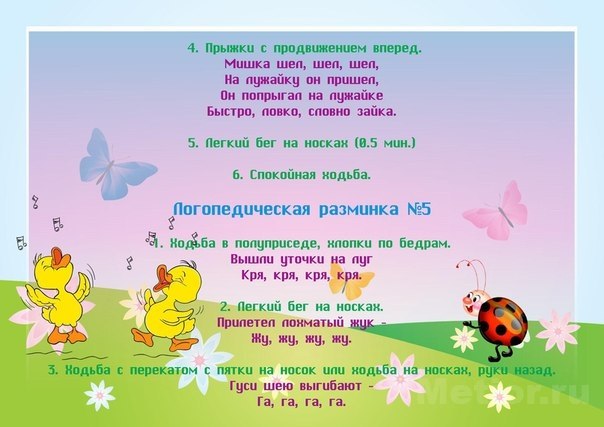 4. Прыжки с продвижением вперед.
Мишка шел, шел, шел,
На лужайку он пришел,
Он попрыгал на лужайке
Быстро, ловко, словно зайка.
5. Легкий бег на носках (0.5 мин.)
6. Спокойная ходьба.
Логопедическая разминка №5
1. Ходьба в полуприседе, хлопки по бедрам.
Вышли уточки на луг
Кря, кря, кря, кря.
2. Легкий бег на носках.
Прилетел лохматый жук -
Жу, жу, жу, жу.
3. Ходьба с перекатом с пятки на носок или ходьба на носках, руки назад.
Гуси шею выгибают -
Га, га, га, га.